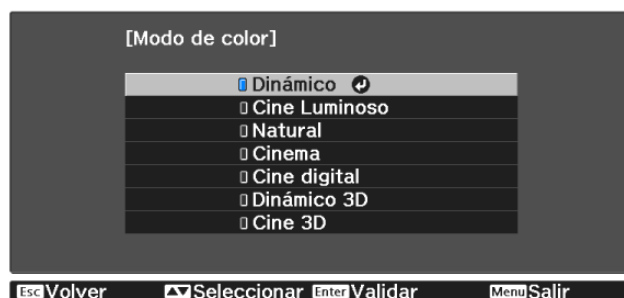 [Modo de color]
Dinámico
Cine Luminoso
Natural
Cinema
Cine digital
Dinámico 3D
Cine 3D
Esc Volver Seleccionar Enter Validar Menu Salir